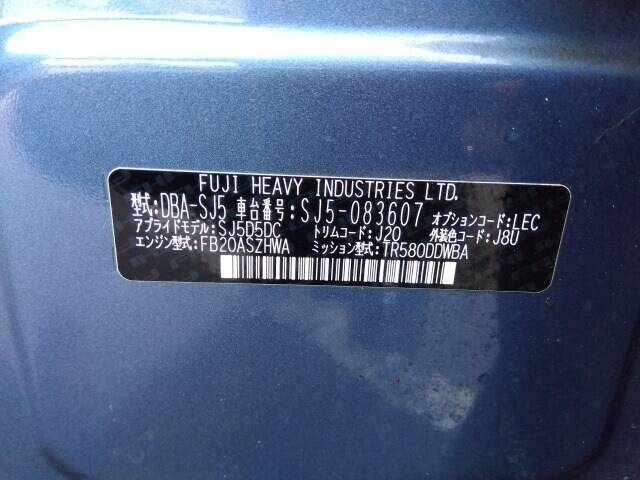 FUJI HEAVY INDUSTRIES LTD.
型式:DBA-SJ5 車台番号:SJ5-083607 オプションコード:LEC
アプライドモデル:SJ5D5DC トリムコード:J20 外装色コード:J8U
エンジン型式:FB20ASZHWA ミッション型式:TR580DDWBA